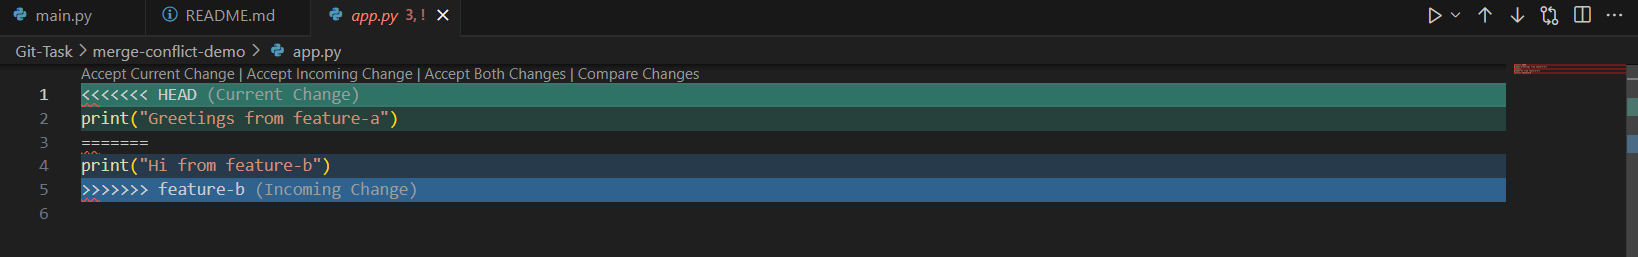 main.py README.md app.py 3, !
Git-Task > merge-conflict-demo > app.py
Accept Current Change | Accept Incoming Change | Accept Both Changes | Compare Changes
1 <<<<<<< HEAD (Current Change)
2 print("Greetings from feature-a")
3 =======
4 print("Hi from feature-b")
5 >>>>>>> feature-b (Incoming Change)
6